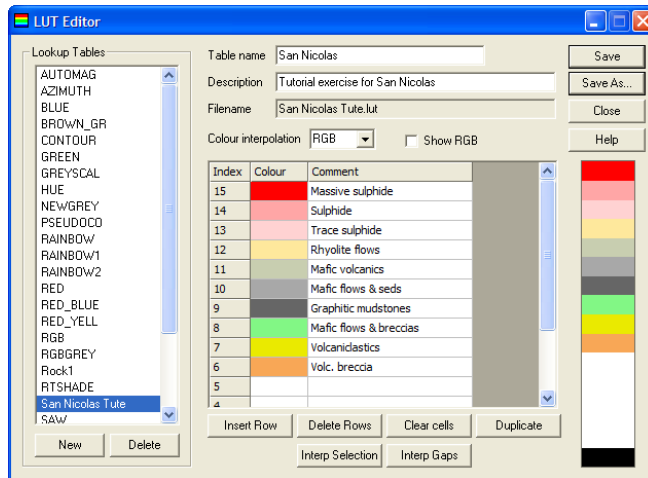 LUT Editor
Lookup Tables
AUTOMAG
AZIMUTH
BLUE
BROWN_GR
CONTOUR
GREEN
GREYSCAL
HUE
NEWGREY
PSEUDOCO
RAINBOW
RAINBOW1
RAINBOW2
RED
RED_BLUE
RED_YELL
RGB
RGBGREY
Rock1
RTSHADE
San Nicolas Tute
SAW
New Delete
Table name San Nicolas
Description Tutorial exercise for San Nicolas
Filename San Nicolas Tute.lut
Colour interpolation RGB Show RGB
Index Colour Comment
15 Massive sulphide
14 Sulphide
13 Trace sulphide
12 Rhyolite flows
11 Mafic volcanics
10 Mafic flows & seds
9 Graphitic mudstones
8 Mafic flows & breccias
7 Volcaniclastics
6 Volc. breccia
5
4
Insert Row Delete Rows Clear cells Duplicate
Interp Selection Interp Gaps
Save
Save As...
Close
Help